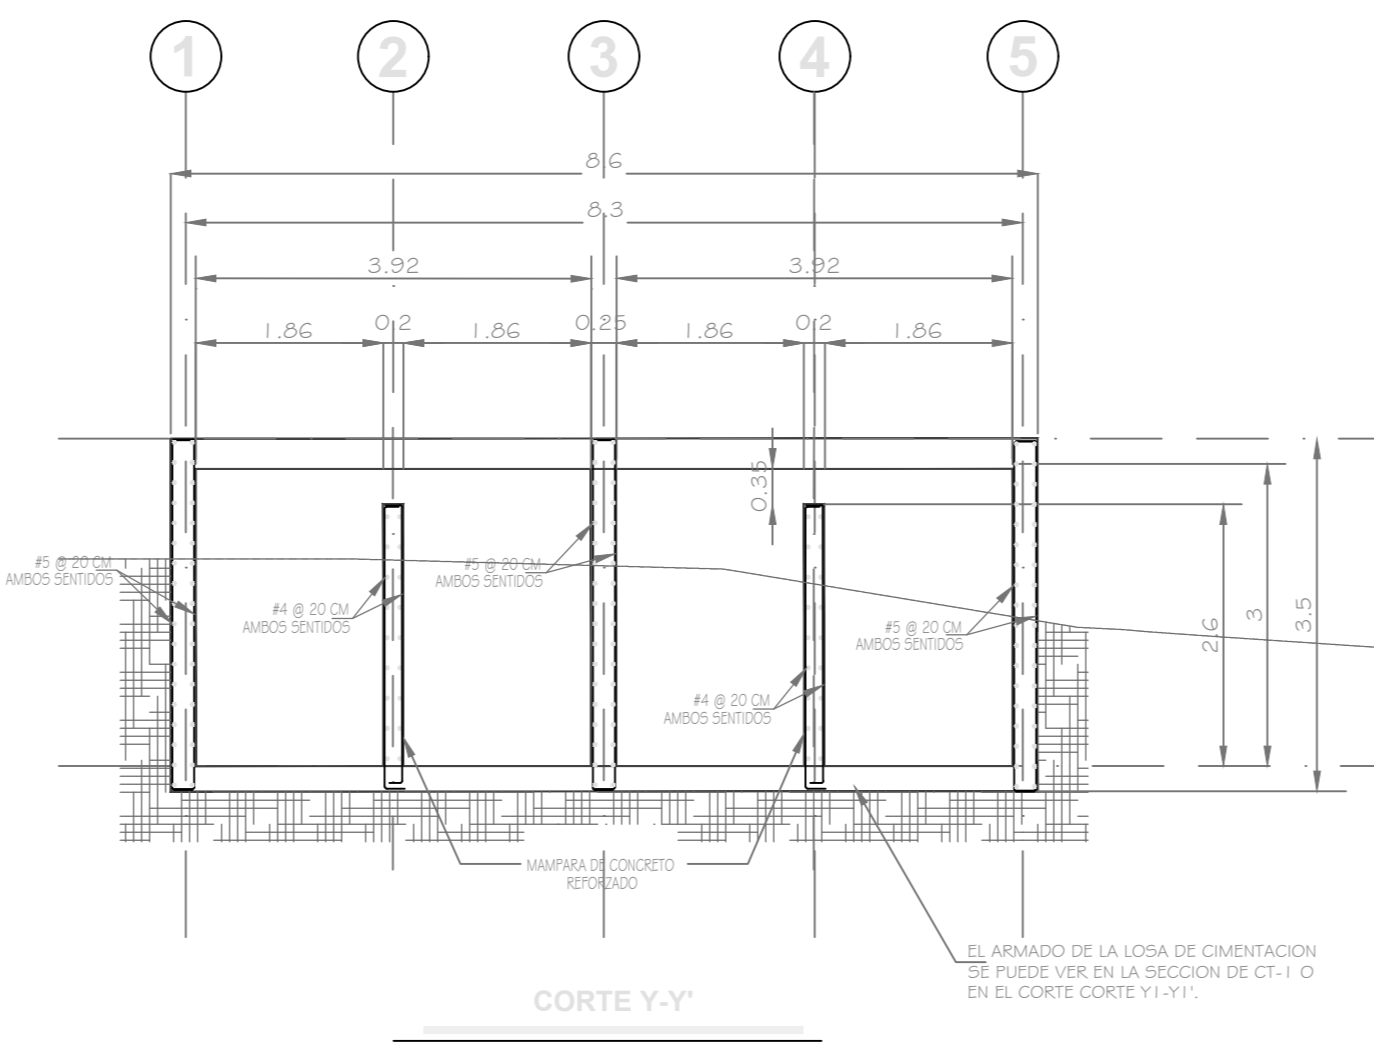 1 2 3 4 5
8.6
8.3
3.92 3.92
1.86 0.2 1.86 0.25 1.86 0.2 1.86
0.35
#5 @ 20 CM
AMBOS SENTIDOS
#5 @ 20 CM
AMBOS SENTIDOS
#4 @ 20 CM
AMBOS SENTIDOS
#5 @ 20 CM
AMBOS SENTIDOS
2.6
3
3.5
#4 @ 20 CM
AMBOS SENTIDOS
MAMPARA DE CONCRETO
REFORZADO
EL ARMADO DE LA LOSA DE CIMENTACION
SE PUEDE VER EN LA SECCION DE CT-1 O
EN EL CORTE CORTE Y1-Y1'.
CORTE Y-Y'